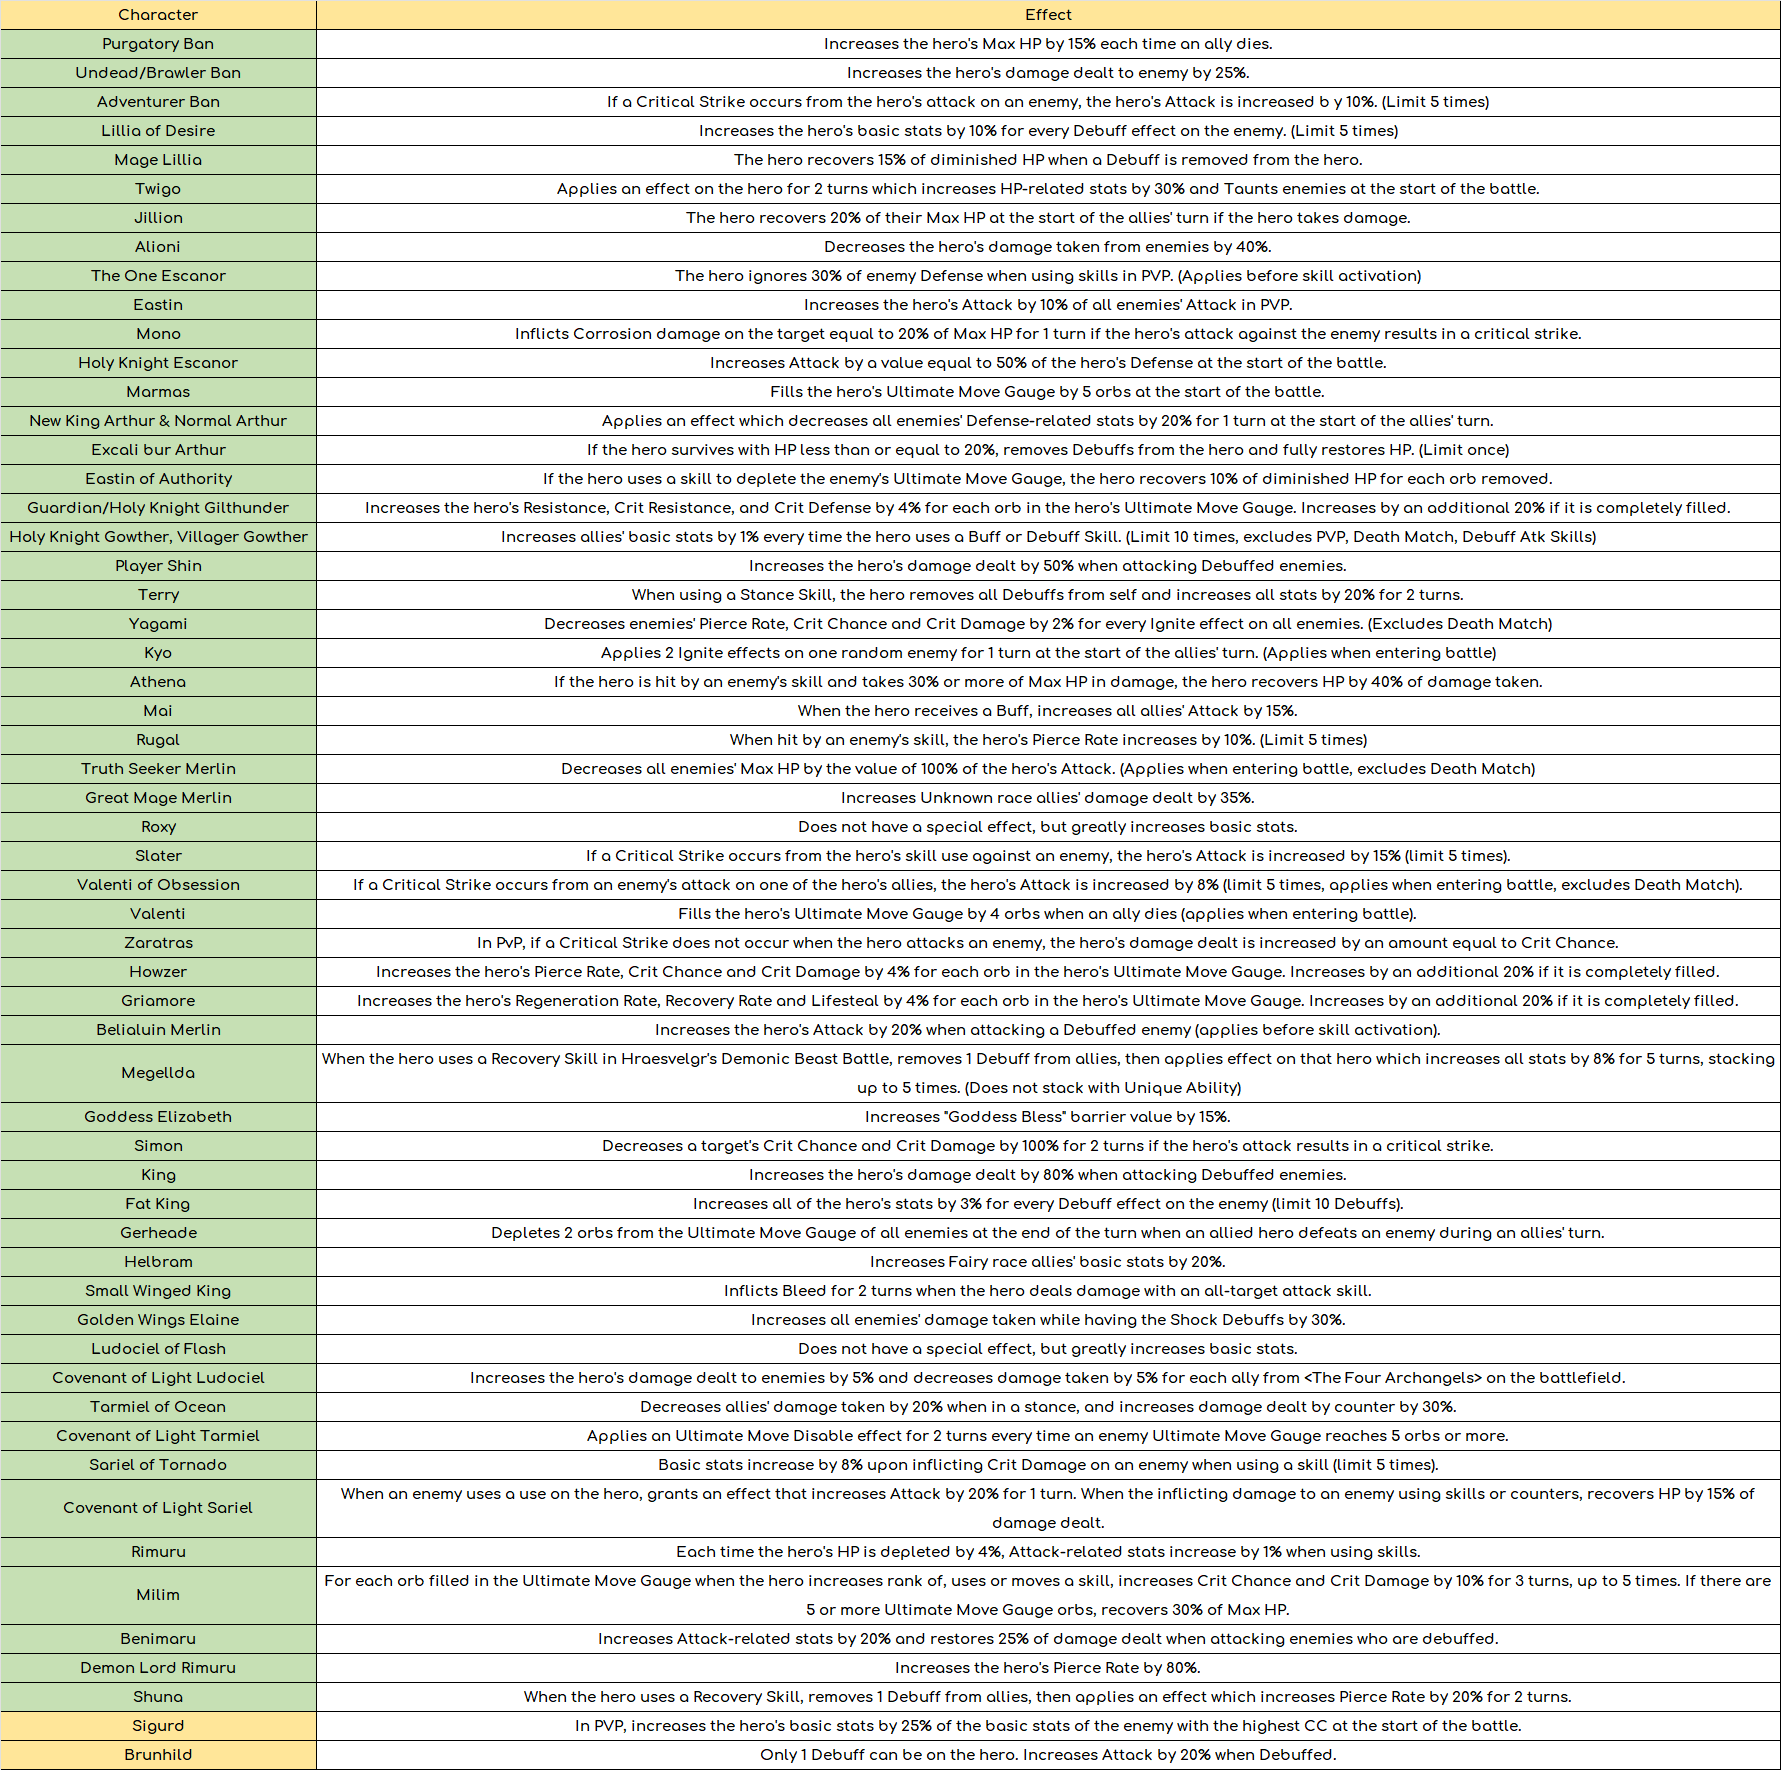 Character Effect
Purgatory Ban Increases the hero's Max HP by 15% each time an ally dies.
Undead/Brawler Ban Increases the hero's damage dealt to enemy by 25%.
Adventurer Ban If a Critical Strike occurs from the hero's attack on an enemy, the hero's Attack is increased b y 10%. (Limit 5 times)
Lillia of Desire Increases the hero's basic stats by 10% for every Debuff effect on the enemy. (Limit 5 times)
Mage Lillia The hero recovers 15% of diminished HP when a Debuff is removed from the hero.
Twigo Applies an effect on the hero for 2 turns which increases HP-related stats by 30% and Taunts enemies at the start of the battle.
Jillion The hero recovers 20% of their Max HP at the start of the allies' turn if the hero takes damage.
Alioni Decreases the hero's damage taken from enemies by 40%.
The One Escanor The hero ignores 30% of enemy Defense when using skills in PVP. (Applies before skill activation)
Eastin Increases the hero's Attack by 10% of all enemies' Attack in PVP.
Mono Inflicts Corrosion damage on the target equal to 20% of Max HP for 1 turn if the hero's attack against the enemy results in a critical strike.
Holy Knight Escanor Increases Attack by a value equal to 50% of the hero's Defense at the start of the battle.
Marmas Fills the hero's Ultimate Move Gauge by 5 orbs at the start of the battle.
New King Arthur & Normal Arthur Applies an effect which decreases all enemies' Defense-related stats by 20% for 1 turn at the start of the allies' turn.
Excali bur Arthur If the hero survives with HP less than or equal to 20%, removes Debuffs from the hero and fully restores HP. (Limit once)
Eastin of Authority If the hero uses a skill to deplete the enemy's Ultimate Move Gauge, the hero recovers 10% of diminished HP for each orb removed.
Guardian/Holy Knight Gilthunder Increases the hero's Resistance, Crit Resistance, and Crit Defense by 4% for each orb in the hero's Ultimate Move Gauge. Increases by an additional 20% if it is completely filled.
Holy Knight Gowther, Villager Gowther Increases allies' basic stats by 1% every time the hero uses a Buff or Debuff Skill. (Limit 10 times, excludes PVP, Death Match, Debuff Atk Skills)
Player Shin Increases the hero's damage dealt by 50% when attacking Debuffed enemies.
Terry When using a Stance Skill, the hero removes all Debuffs from self and increases all stats by 20% for 2 turns.
Yagami Decreases enemies' Pierce Rate, Crit Chance and Crit Damage by 2% for every Ignite effect on all enemies. (Excludes Death Match)
Kyo Applies 2 Ignite effects on one random enemy for 1 turn at the start of the allies' turn. (Applies when entering battle)
Athena If the hero is hit by an enemy's skill and takes 30% or more of Max HP in damage, the hero recovers HP by 40% of damage taken.
Mai When the hero receives a Buff, increases all allies' Attack by 15%.
Rugal When hit by an enemy's skill, the hero's Pierce Rate increases by 10%. (Limit 5 times)
Truth Seeker Merlin Decreases all enemies' Max HP by the value of 100% of the hero's Attack. (Applies when entering battle, excludes Death Match)
Great Mage Merlin Increases Unknown race allies' damage dealt by 35%.
Roxy Does not have a special effect, but greatly increases basic stats.
Slater If a Critical Strike occurs from the hero's skill use against an enemy, the hero's Attack is increased by 15% (limit 5 times).
Valenti of Obsession If a Critical Strike occurs from an enemy's attack on one of the hero's allies, the hero's Attack is increased by 8% (limit 5 times, applies when entering battle, excludes Death Match).
Valenti Fills the hero's Ultimate Move Gauge by 4 orbs when an ally dies (applies when entering battle).
Zaratras In PvP, if a Critical Strike does not occur when the hero attacks an enemy, the hero's damage dealt is increased by an amount equal to Crit Chance.
Howzer Increases the hero's Pierce Rate, Crit Chance and Crit Damage by 4% for each orb in the hero's Ultimate Move Gauge. Increases by an additional 20% if it is completely filled.
Griamore Increases the hero's Regeneration Rate, Recovery Rate and Lifesteal by 4% for each orb in the hero's Ultimate Move Gauge. Increases by an additional 20% if it is completely filled.
Belialuin Merlin Increases the hero's Attack by 20% when attacking a Debuffed enemy (applies before skill activation).
Megellda When the hero uses a Recovery Skill in Hraesvelgr's Demonic Beast Battle, removes 1 Debuff from allies, then applies effect on that hero which increases all stats by 8% for 5 turns, stacking
up to 5 times. (Does not stack with Unique Ability)
Goddess Elizabeth Increases "Goddess Bless" barrier value by 15%.
Simon Decreases a target's Crit Chance and Crit Damage by 100% for 2 turns if the hero's attack results in a critical strike.
King Increases the hero's damage dealt by 80% when attacking Debuffed enemies.
Fat King Increases all of the hero's stats by 3% for every Debuff effect on the enemy (limit 10 Debuffs).
Gerheade Depletes 2 orbs from the Ultimate Move Gauge of all enemies at the end of the turn when an allied hero defeats an enemy during an allies' turn.
Helbram Increases Fairy race allies' basic stats by 20%.
Small Winged King Inflicts Bleed for 2 turns when the hero deals damage with an all-target attack skill.
Golden Wings Elaine Increases all enemies' damage taken while having the Shock Debuffs by 30%.
Ludociel of Flash Does not have a special effect, but greatly increases basic stats.
Covenant of Light Ludociel Increases the hero's damage dealt to enemies by 5% and decreases damage taken by 5% for each ally from <The Four Archangels> on the battlefield.
Tarmiel of Ocean Decreases allies' damage taken by 20% when in a stance, and increases damage dealt by counter by 30%.
Covenant of Light Tarmiel Applies an Ultimate Move Disable effect for 2 turns every time an enemy Ultimate Move Gauge reaches 5 orbs or more.
Sariel of Tornado Basic stats increase by 8% upon inflicting Crit Damage on an enemy when using a skill (limit 5 times).
Covenant of Light Sariel When an enemy uses a use on the hero, grants an effect that increases Attack by 20% for 1 turn. When the inflicting damage to an enemy using skills or counters, recovers HP by 15% of
damage dealt.
Rimuru Each time the hero's HP is depleted by 4%, Attack-related stats increase by 1% when using skills.
Milim For each orb filled in the Ultimate Move Gauge when the hero increases rank of, uses or moves a skill, increases Crit Chance and Crit Damage by 10% for 3 turns, up to 5 times. If there are
5 or more Ultimate Move Gauge orbs, recovers 30% of Max HP.
Benimaru Increases Attack-related stats by 20% and restores 25% of damage dealt when attacking enemies who are debuffed.
Demon Lord Rimuru Increases the hero's Pierce Rate by 80%.
Shuna When the hero uses a Recovery Skill, removes 1 Debuff from allies, then applies an effect which increases Pierce Rate by 20% for 2 turns.
Sigurd In PVP, increases the hero's basic stats by 25% of the basic stats of the enemy with the highest CC at the start of the battle.
Brunhild Only 1 Debuff can be on the hero. Increases Attack by 20% when Debuffed.